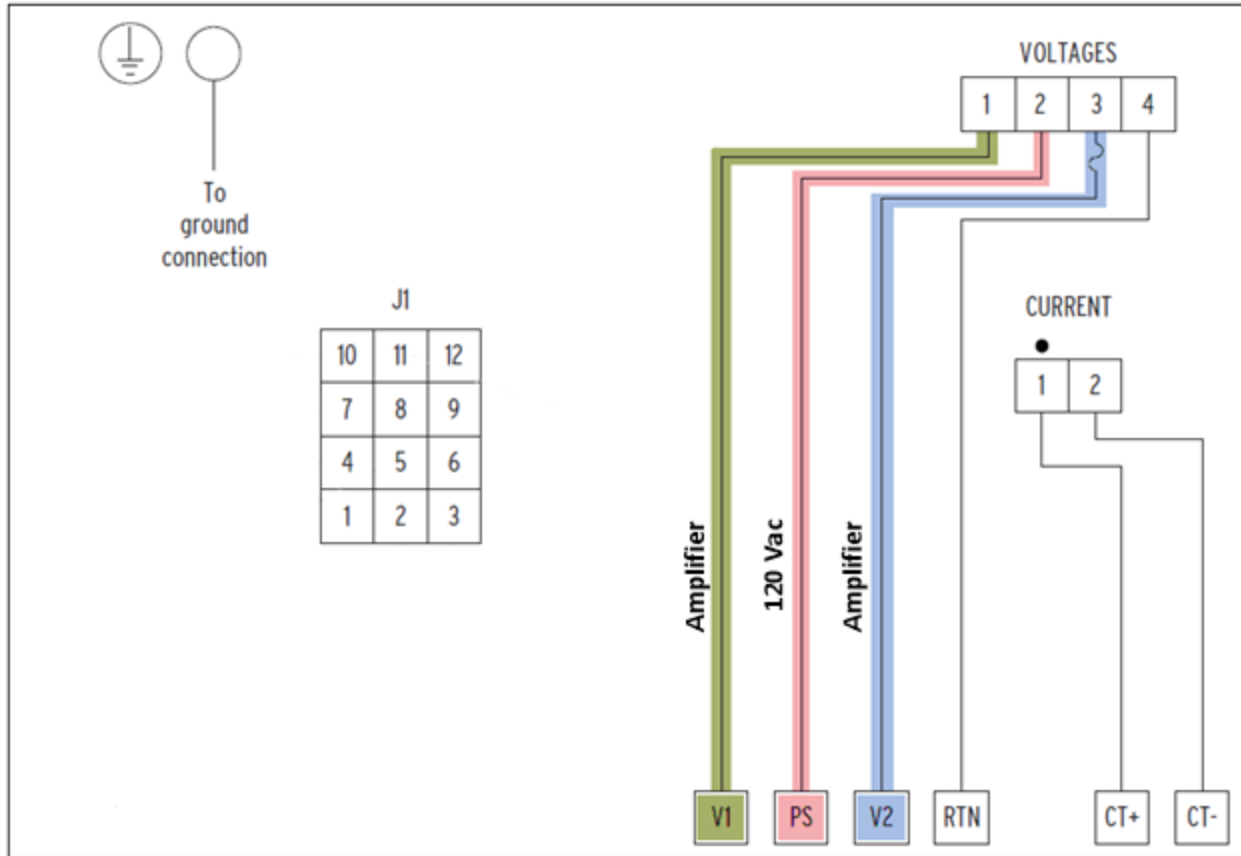 VOLTAGES
1 2 3 4
To
ground
connection
J1
10 11 12
7 8 9
4 5 6
1 2 3
CURRENT
1 2
Amplifier
120 Vac
Amplifier
V1 PS V2 RTN CT+ CT-